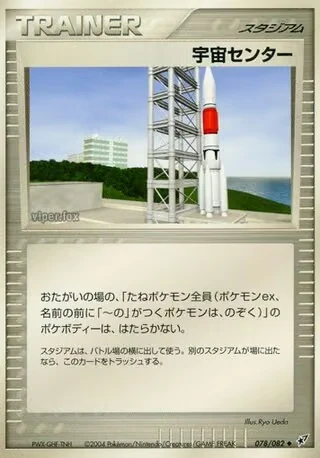 TRAINER
スタジアム
宇宙センター
viper.fox
おたがいの場の、「たねポケモン全員(ポケモンex、
名前の前に「～の」がつくポケモンは、のぞく)」の
ポケボディーは、はたらかない。
スタジアムは、バトル場の横に出して使う。別のスタジアムが場に出た
なら、このカードをトラッシュする。
Illus.Ryo Ueda
PWX-GHF-TNH
©2004 Pokémon/Nintendo/Creatures/GAME FREAK
078/082 ◆